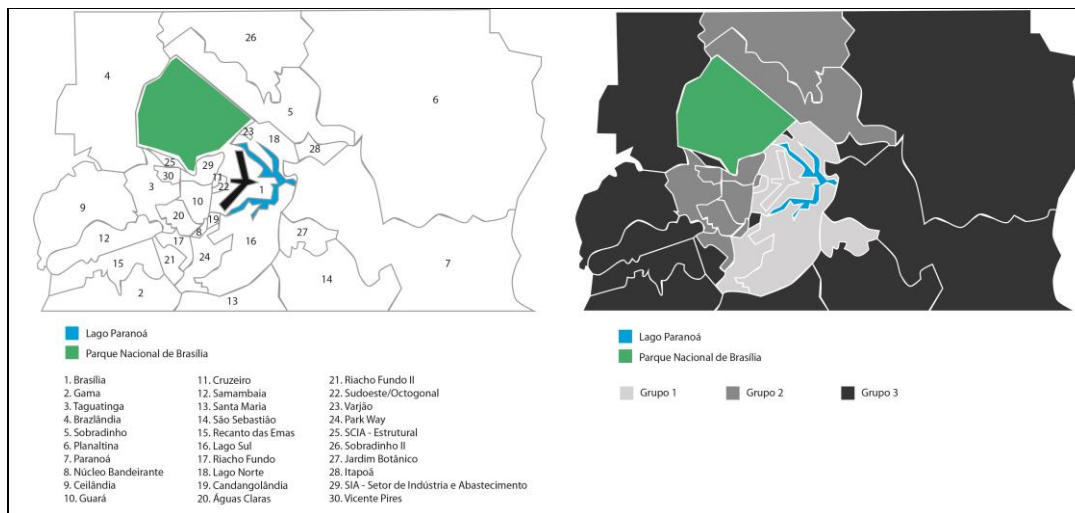 26
4
6
5
23
18
28
25
29
30
11
3
22
1
10
9
20
19
8
12
17
16
27
15
21
24
7
14
2
13
Lago Paranoá
Parque Nacional de Brasília
1. Brasília
2. Gama
3. Taguatinga
4. Brazlândia
5. Sobradinho
6. Planaltina
7. Paranoá
8. Núcleo Bandeirante
9. Ceilândia
10. Guará
11. Cruzeiro
12. Samambaia
13. Santa Maria
14. São Sebastião
15. Recanto das Emas
16. Lago Sul
17. Riacho Fundo
18. Lago Norte
19. Candangolândia
20. Águas Claras
21. Riacho Fundo II
22. Sudoeste/Octogonal
23. Varjão
24. Park Way
25. SCIA - Estrutural
26. Sobradinho II
27. Jardim Botânico
28. Itapoã
29. SIA - Setor de Indústria e Abastecimento
30. Vicente Pires
Lago Paranoá
Parque Nacional de Brasília
Grupo 1
Grupo 2
Grupo 3